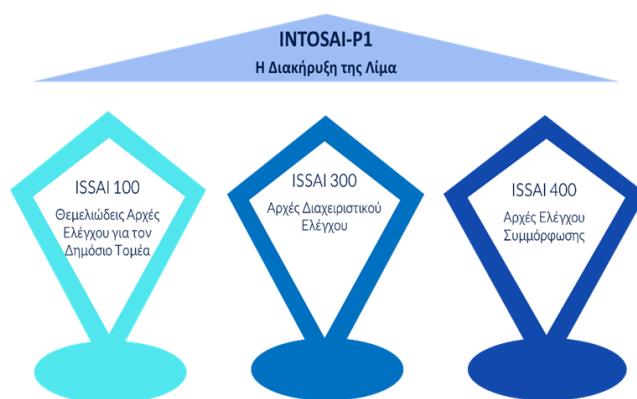 INTOSAI-P1
Η Διακήρυξη της Λίμα
ISSAI 100
Θεμελιώδεις Αρχές
Ελέγχου για τον
Δημόσιο Τομέα
ISSAI 300
Αρχές Διαχειριστικού
Ελέγχου
ISSAI 400
Αρχές Ελέγχου
Συμμόρφωσης